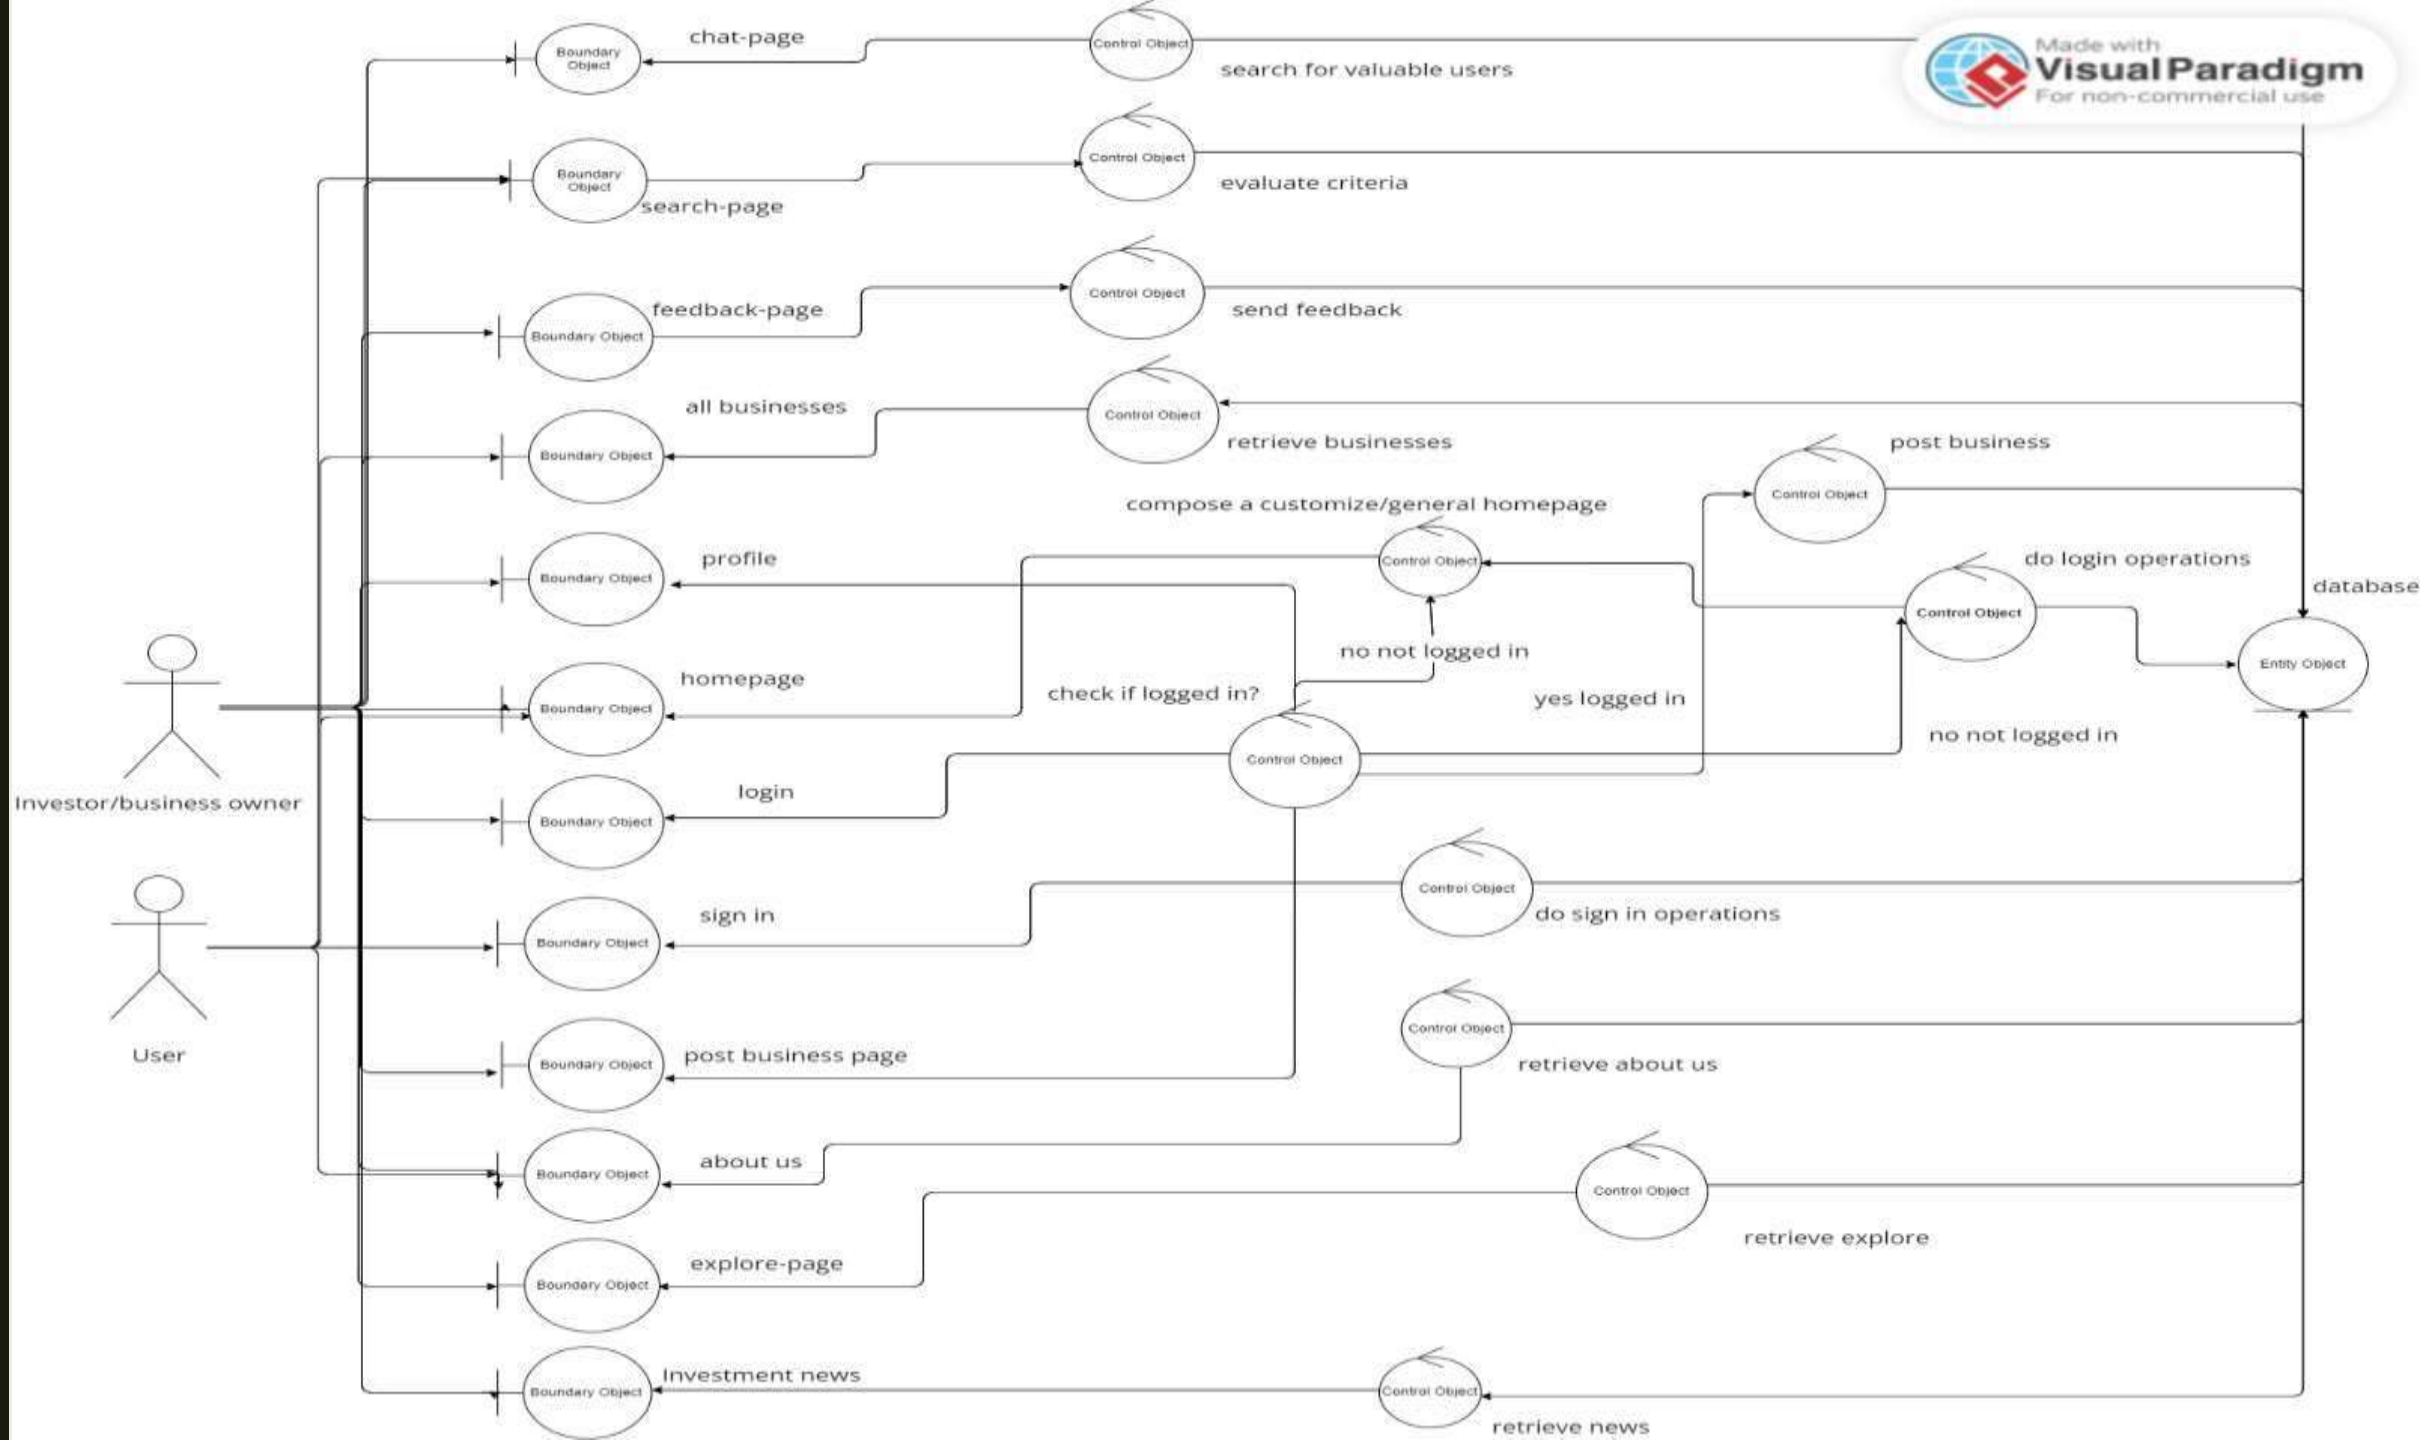 chat-page
Boundary
Object
Control Object
search for valuable users
Made with
Visual Paradigm
For non-commercial use
Boundary
Object
search-page
Control Object
evaluate criteria
feedback-page
Boundary Object
Control Object
send feedback
all businesses
Boundary Object
Control Object
retrieve businesses
post business
Control Object
compose a customize/general homepage
profile
Boundary Object
Control Object
do login operations
Control Object
database
Entity Object
no not logged in
homepage
Boundary Object
check if logged in?
yes logged in
no not logged in
Control Object
Investor/business owner
login
Boundary Object
Control Object
do sign in operations
sign in
Boundary Object
User
post business page
Boundary Object
Control Object
retrieve about us
about us
Boundary Object
Control Object
retrieve explore
explore-page
Boundary Object
Investment news
Boundary Object
Control Object
retrieve news